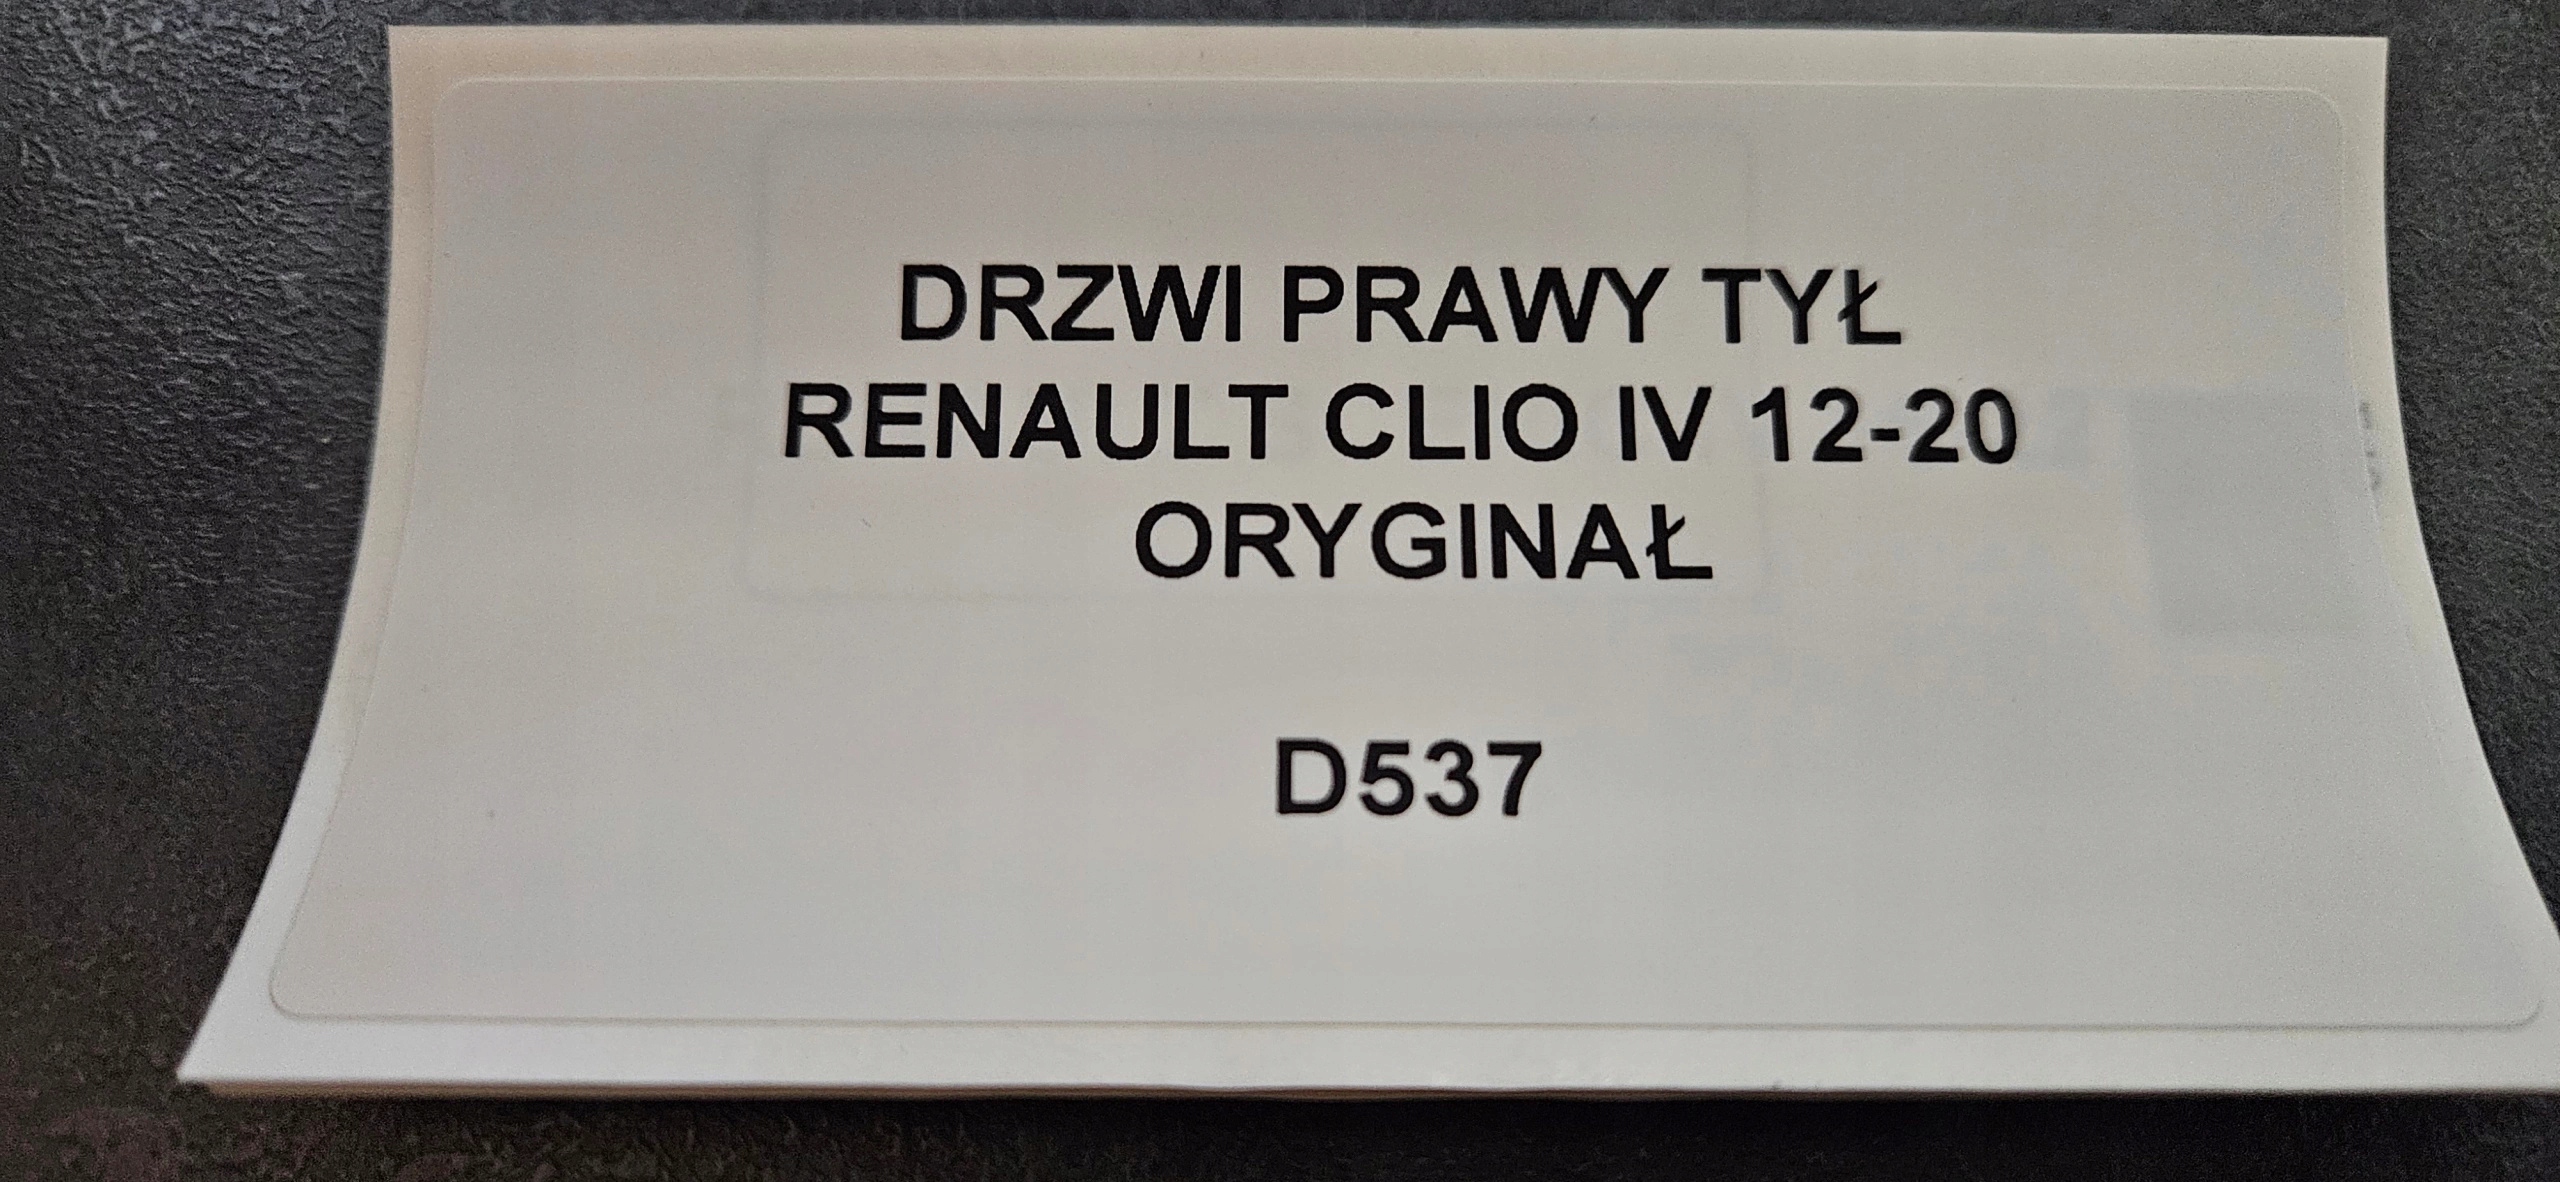 DRZWI PRAWY TYŁ
RENAULT CLIO IV 12-20
ORYGINAŁ
D537